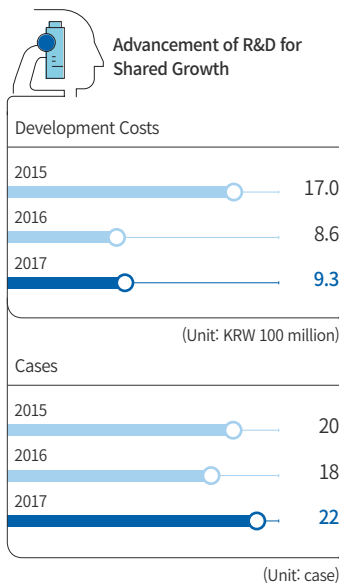 Advancement of R&D for
Shared Growth
Development Costs
2015
17.0
2016
8.6
2017
9.3
(Unit: KRW 100 million)
Cases
2015
20
2016
18
2017
22
(Unit: case)